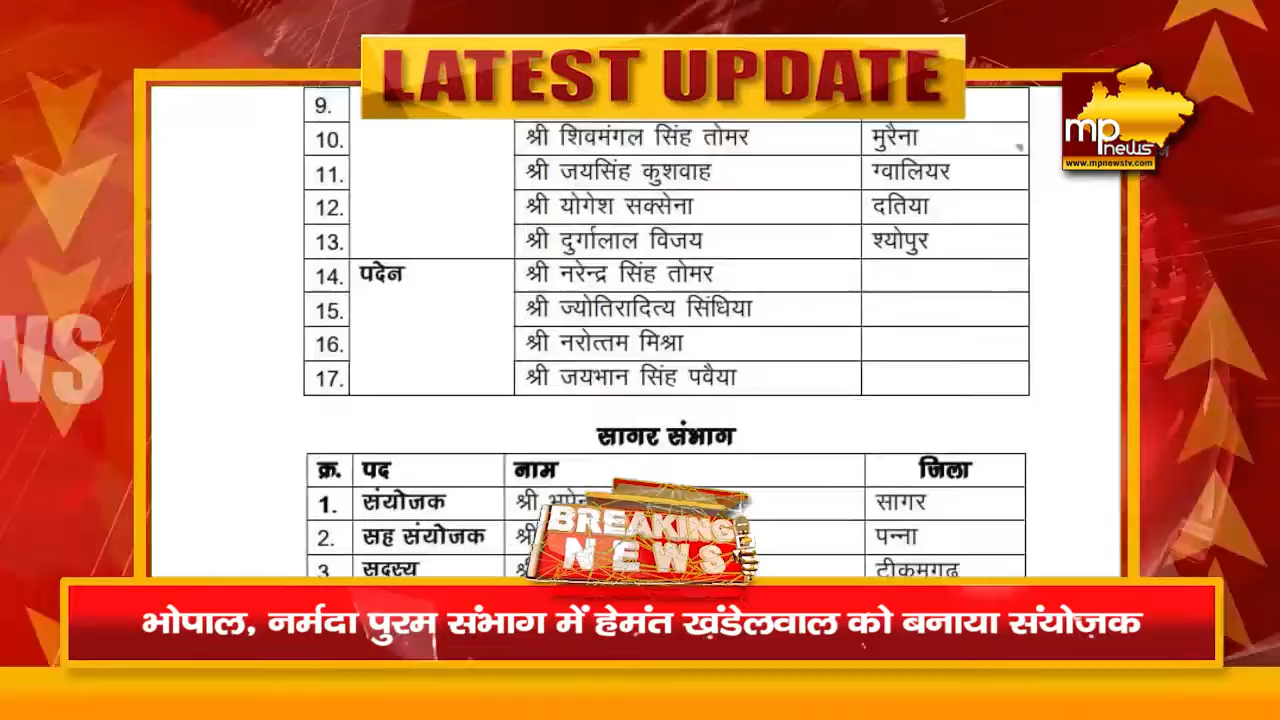 LATEST UPDATE
mp
news
www.mpnewstv.com
9.
10. श्री शिवमंगल सिंह तोमर मुरैना
11. श्री जयसिंह कुशवाह ग्वालियर
12. श्री योगेश सक्सेना दतिया
13. श्री दुर्गालाल विजय श्योपुर
14. पदेन श्री नरेन्द्र सिंह तोमर
15. श्री ज्योतिरादित्य सिंधिया
16. श्री नरोत्तम मिश्रा
17. श्री जयभान सिंह पवैया
सागर संभाग
क्र. पद नाम जिला
1. संयोजक श्री सागर
2. सह संयोजक श्री पन्ना
3. सदस्य टीकमगढ़
BREAKING
NEWS
भोपाल, नर्मदा पुरम संभाग में हेमंत खंडेलवाल को बनाया संयोजक